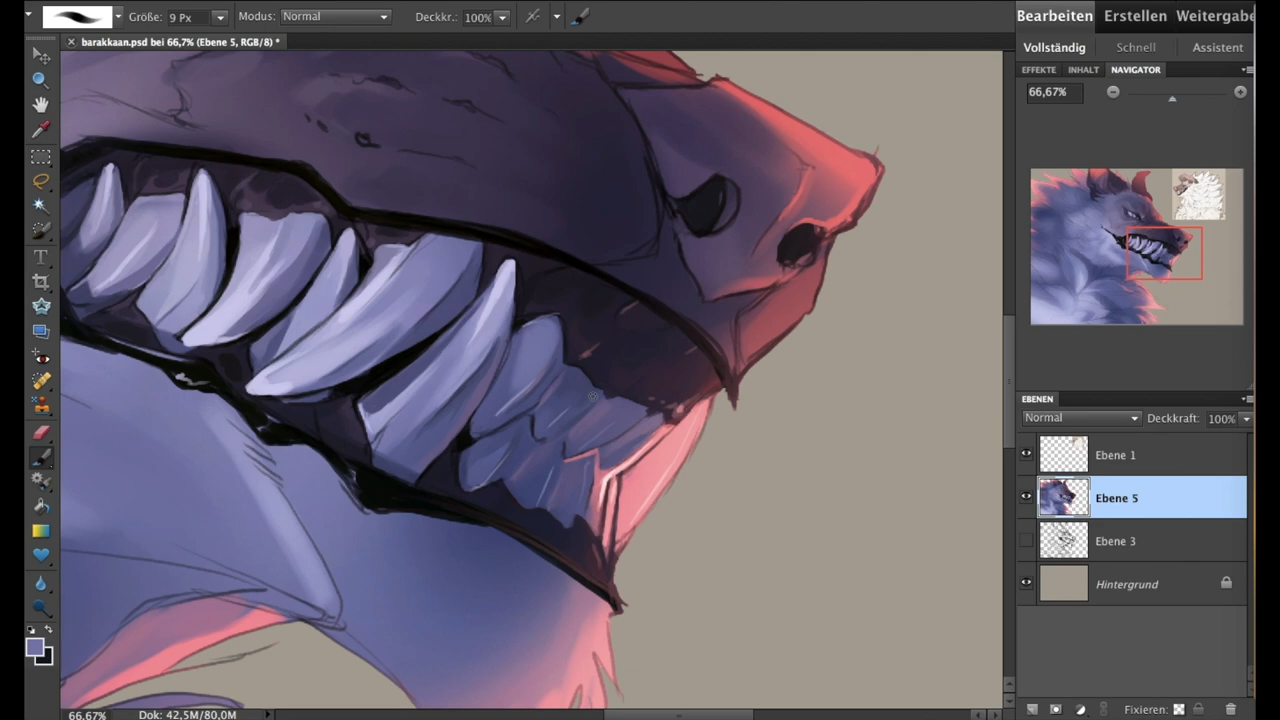 Größe: 9 Px Modus: Normal Deckkr.: 100%
Bearbeiten Erstellen Weitergabe
barakkaan.psd bei 66,7% (Ebene 5, RGB/8) *
Vollständig Schnell Assistent
EFFEKTE INHALT NAVIGATOR
66,67%
EBENEN
Normal Deckkraft: 100%
Ebene 1
Ebene 5
Ebene 3
Hintergrund
Fixieren:
66,67% Dok: 42,5M/80,0M